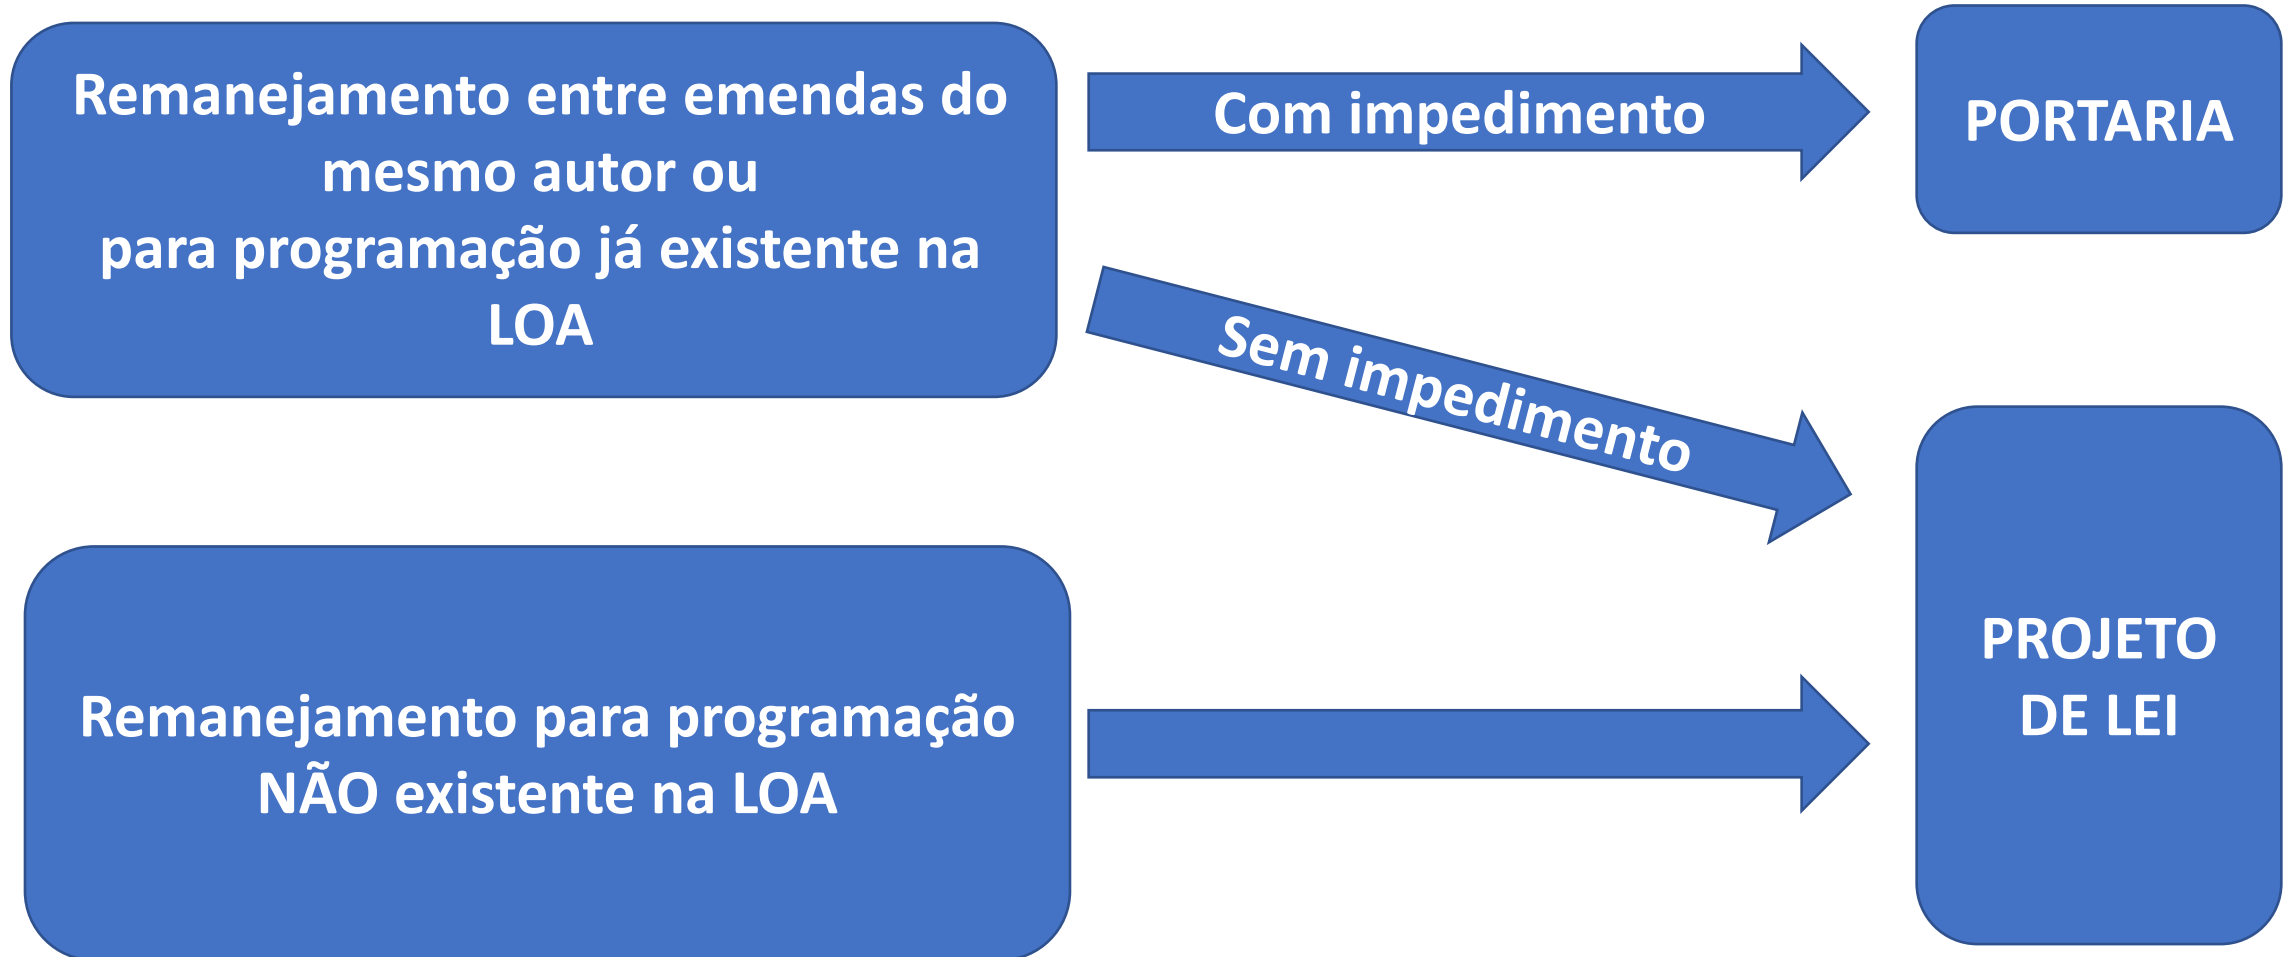 Remanejamento entre emendas do
mesmo autor ou
para programação já existente na
LOA
Com impedimento
PORTARIA
Sem impedimento
Remanejamento para programação
NÃO existente na LOA
PROJETO
DE LEI